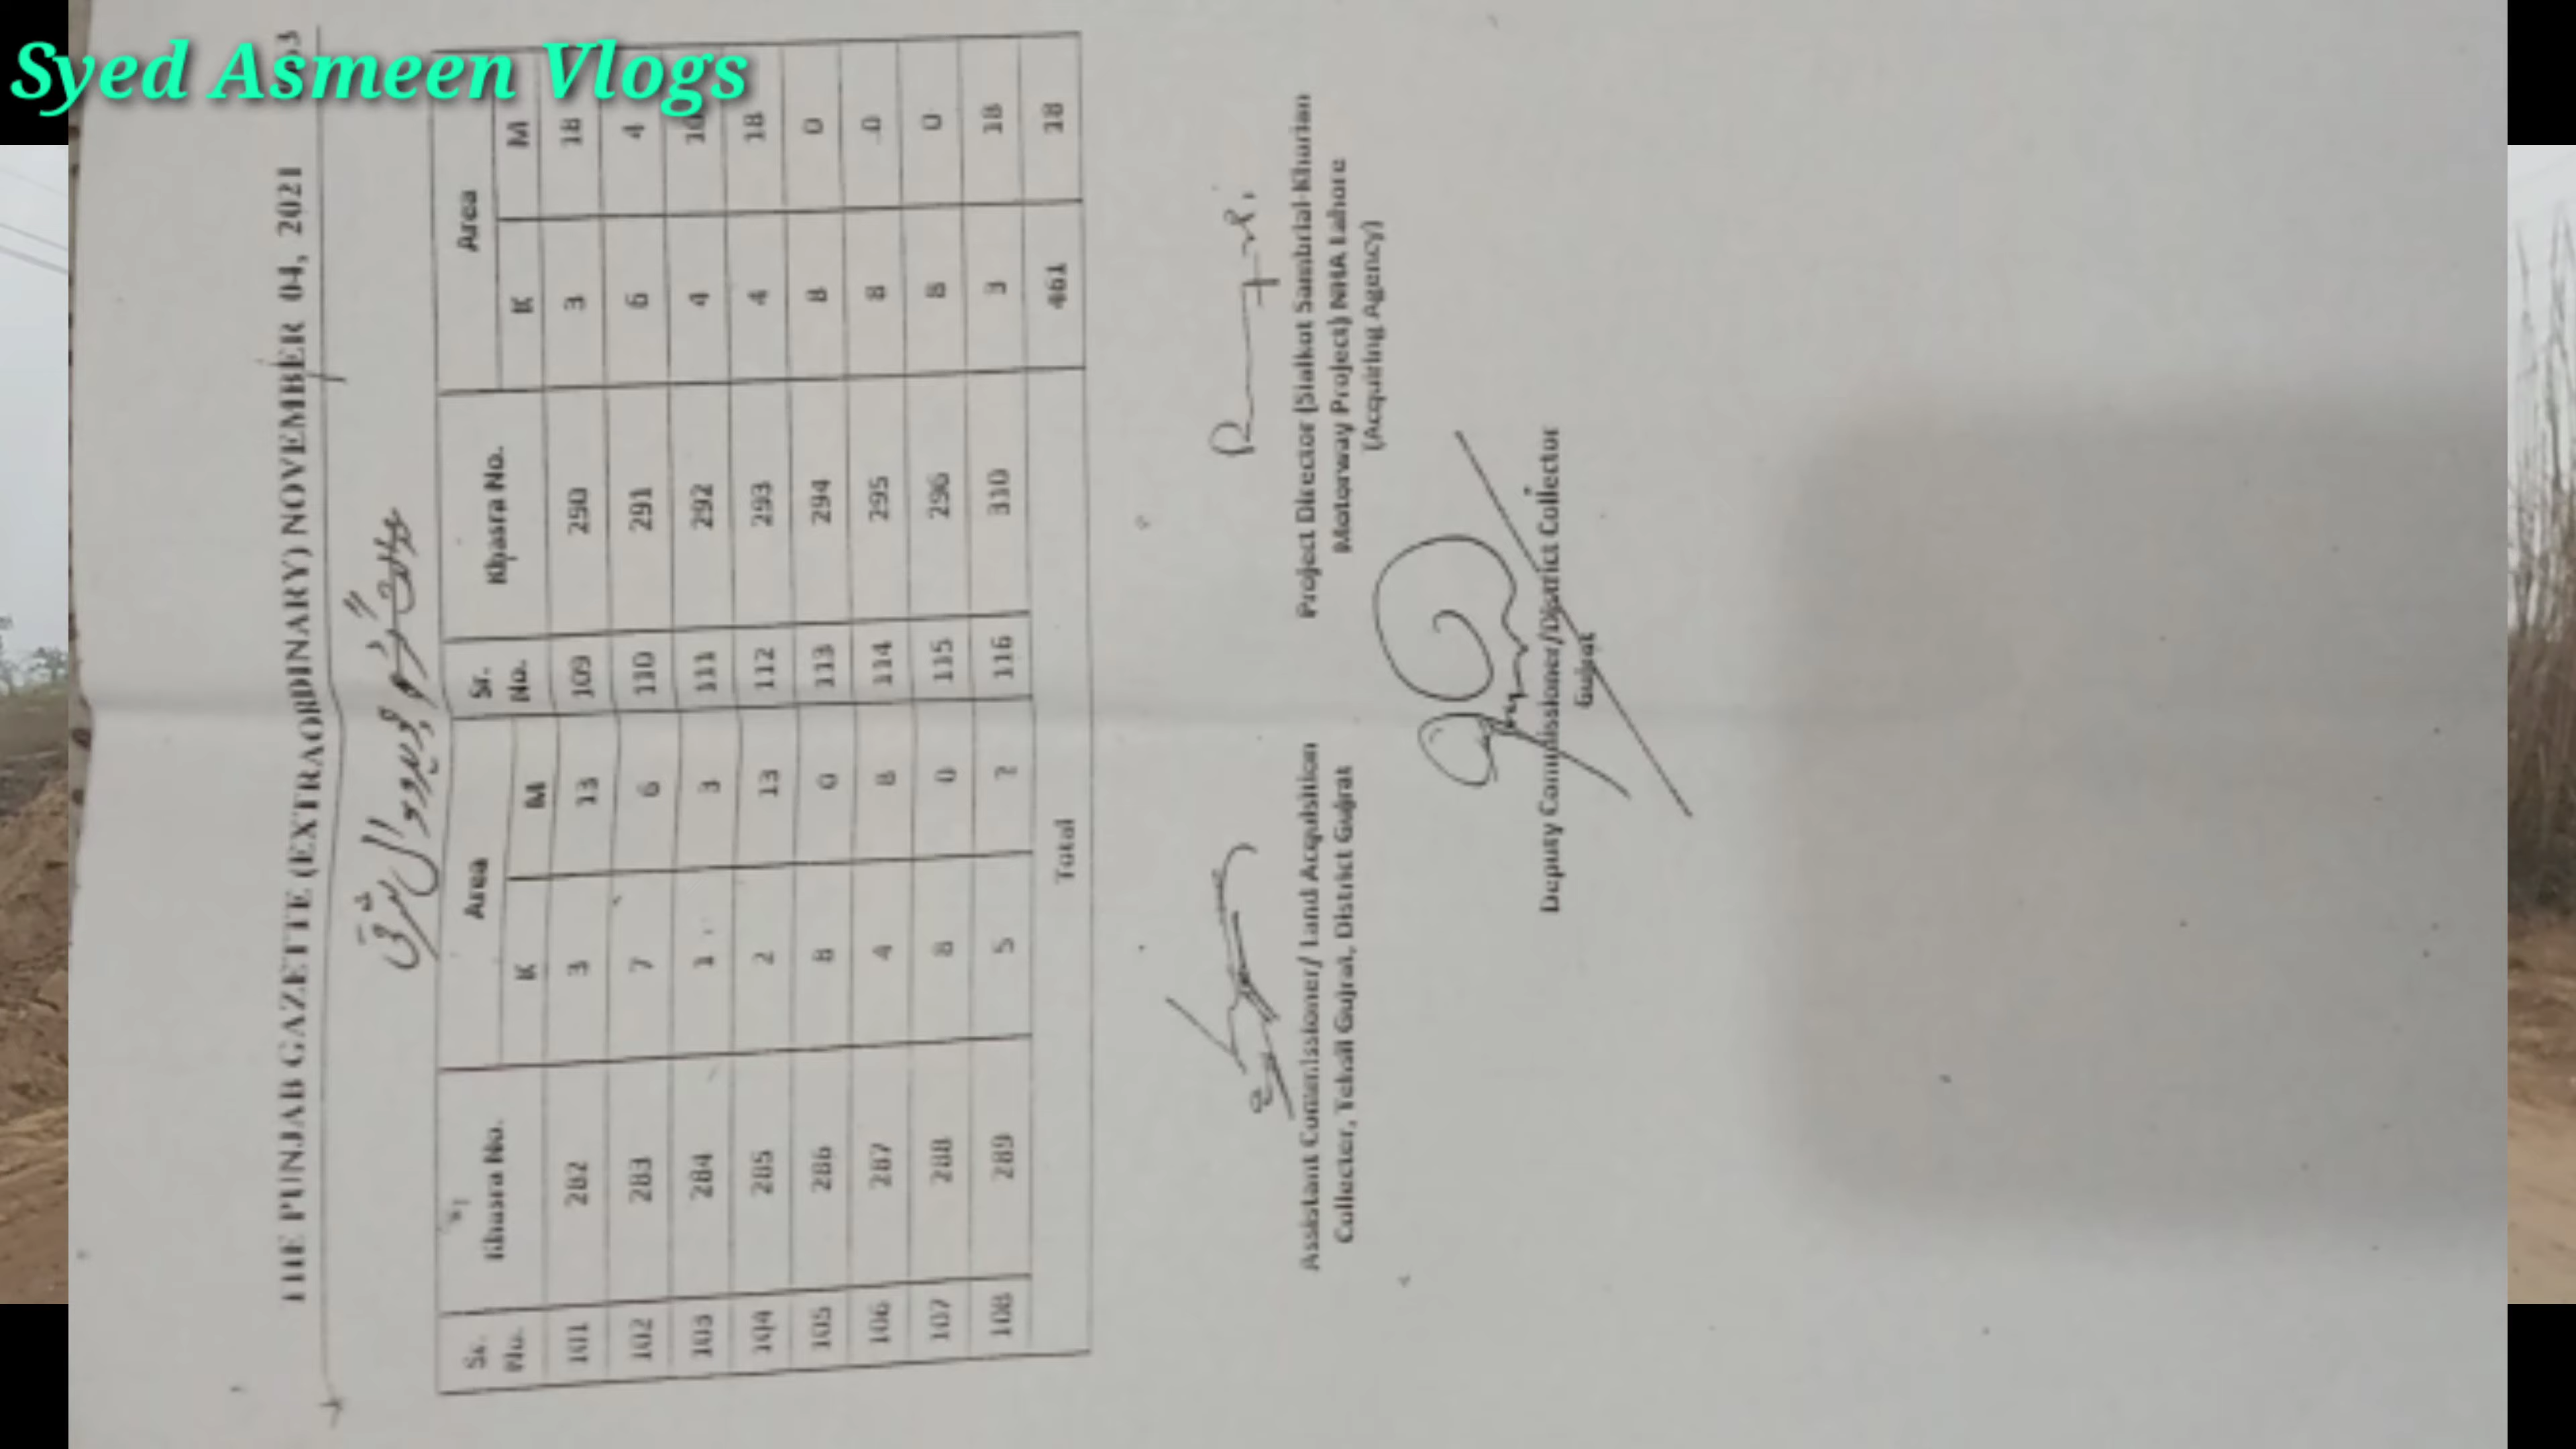 Syed Asmeen Vlogs
THE PUNJAB GAZETTE (EXTRAORDINARY) NOVEMBER 04, 2021
Sr. No. Khasra No. Area Sr. No. Khasra No. Area
K M K M
101 282 3 13 109 290 3 18
102 283 7 6 110 291 6 4
103 284 1 3 111 292 4
104 285 2 13 112 293 4 18
105 286 8 0 113 294 8 0
106 287 4 8 114 295 8 0
107 288 8 0 115 296 8 0
108 289 5 116 310 3 18
Total 461 18
Assistant Commissioner/ Land Acquisition
Collector, Tehsil Gujrat, District Gujrat
Project Director (Sialkot Sambrial-Kharian
Motorway Project) NHA Lahore
(Acquiring Agency)
Deputy Commissioner/District Collector
Gujrat